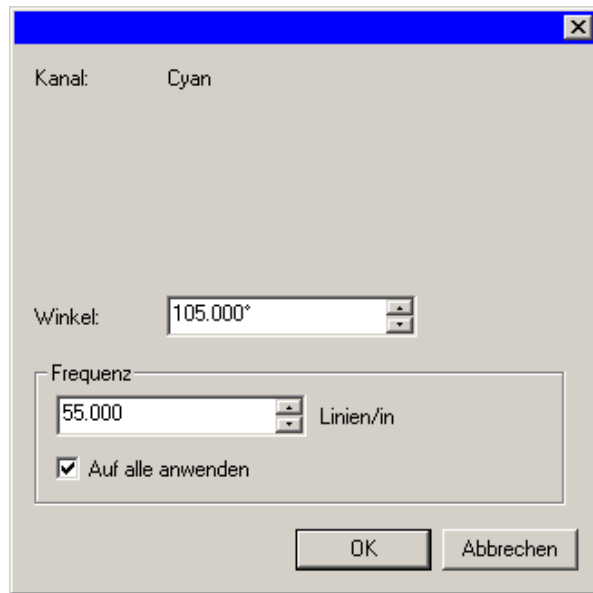 Kanal: Cyan
Winkel: 105.000°
Frequenz
55.000 Linien/in
Auf alle anwenden
OK Abbrechen